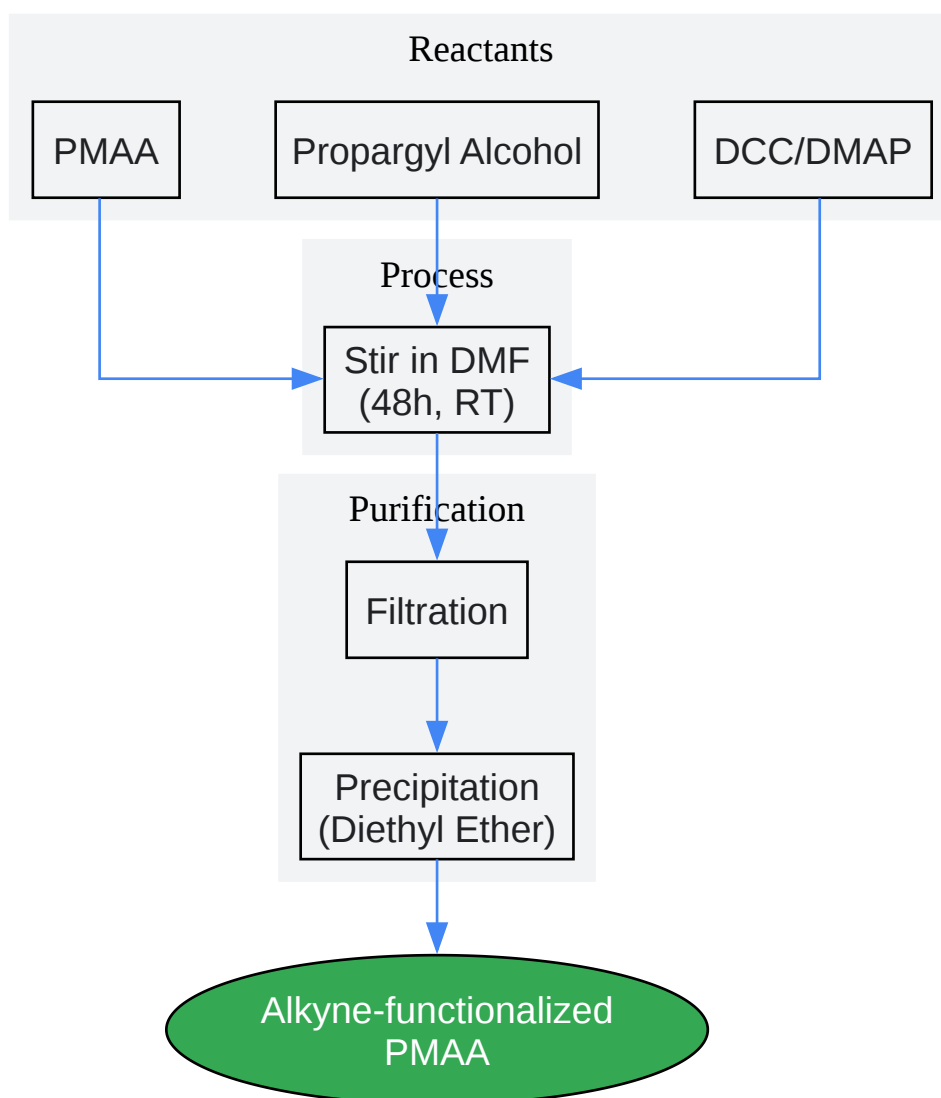 Reactants
PMAA
Propargyl Alcohol
DCC/DMAP
Process
Stir in DMF
(48h, RT)
Purification
Filtration
Precipitation
(Diethyl Ether)
Alkyne-functionalized
PMAA